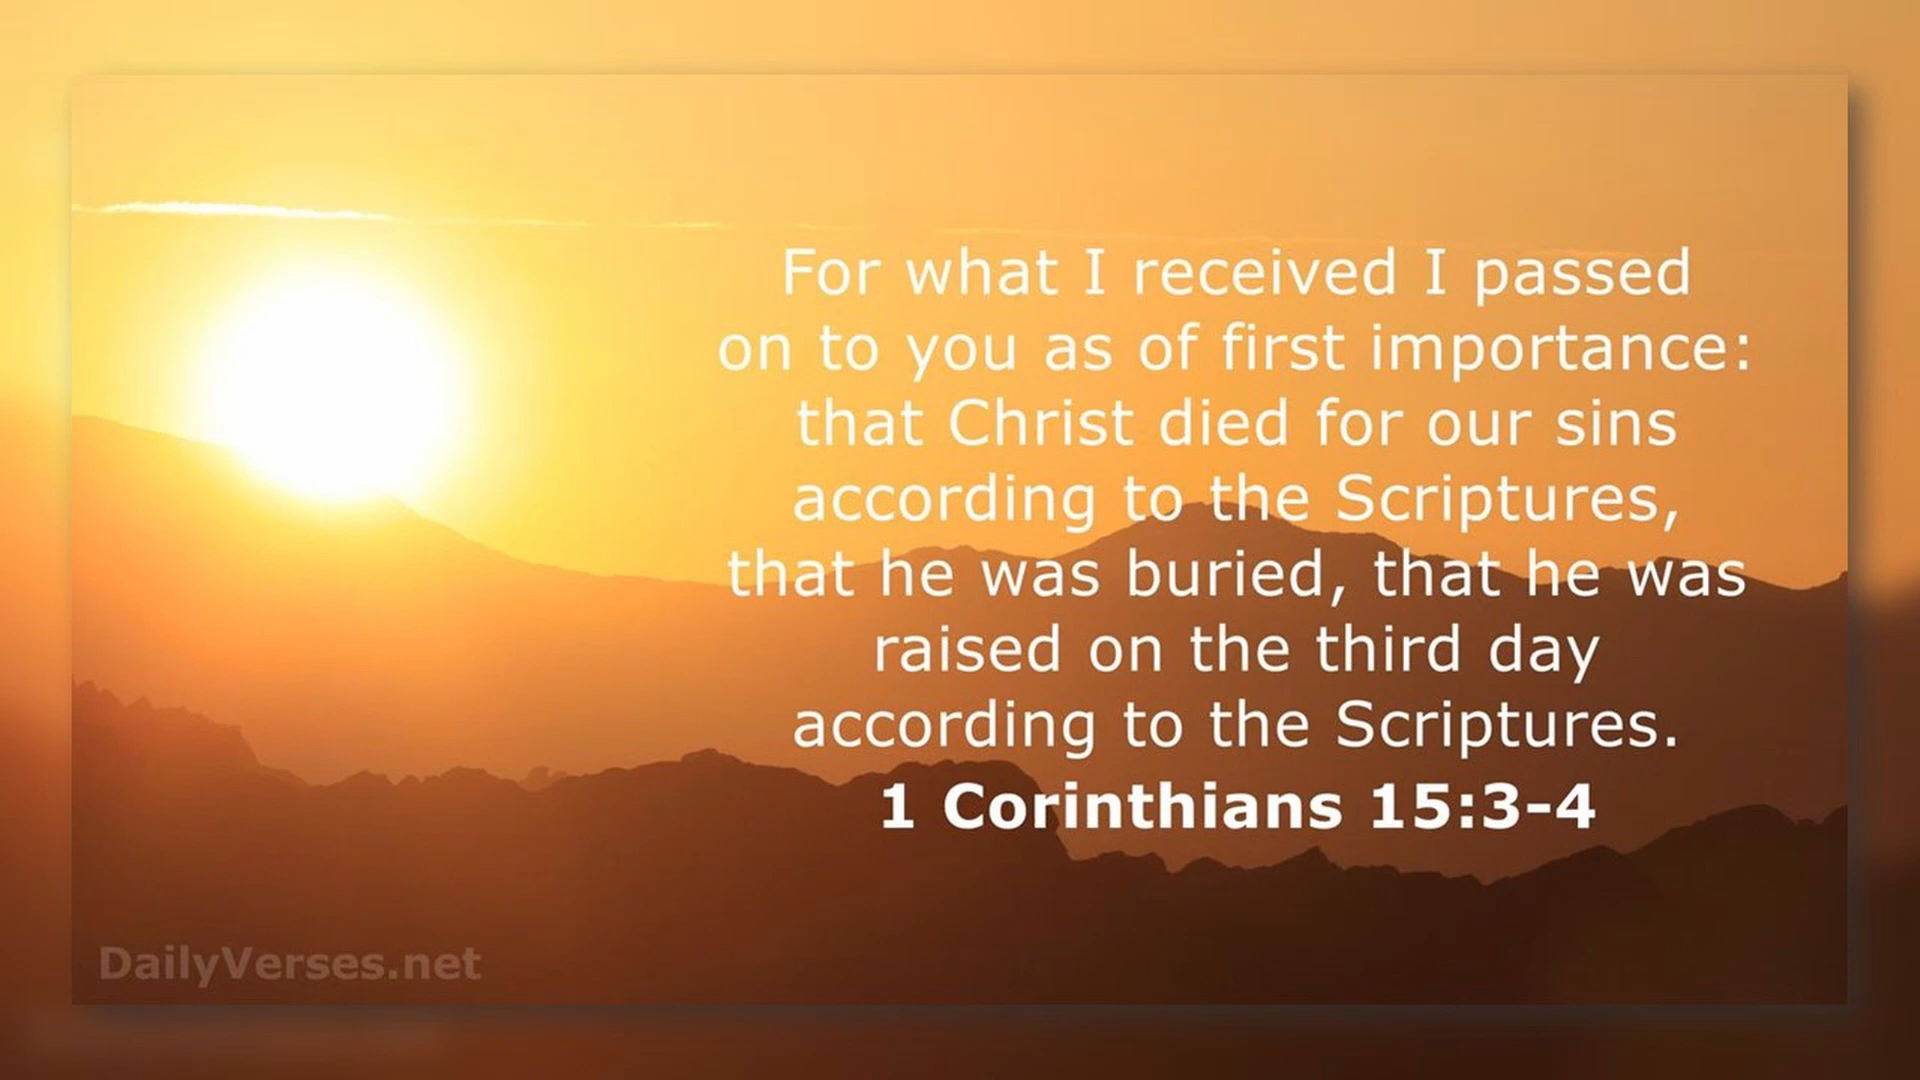 For what I received I passed
on to you as of first importance:
that Christ died for our sins
according to the Scriptures,
that he was buried, that he was
raised on the third day
according to the Scriptures.
1 Corinthians 15:3-4
DailyVerses.net